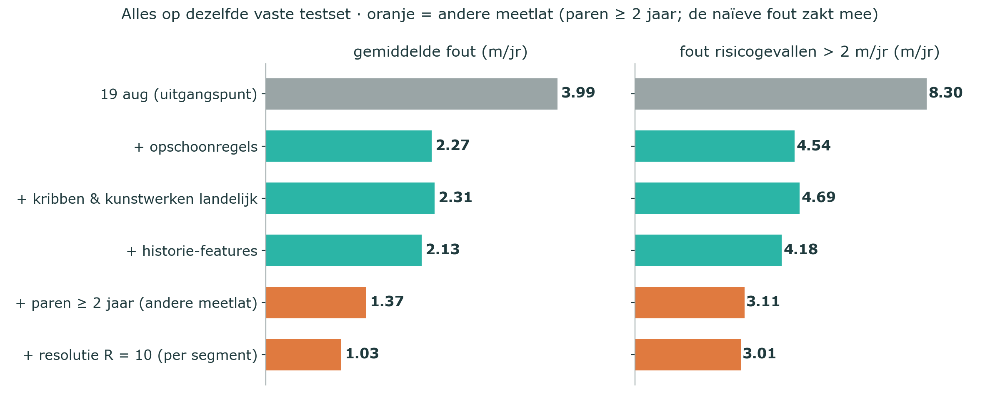 Alles op dezelfde vaste testset · oranje = andere meetlat (paren ≥ 2 jaar; de naïeve fout zakt mee)
gemiddelde fout (m/jr)
fout risicogevallen > 2 m/jr (m/jr)
19 aug (uitgangspunt)
3.99
8.30
+ opschoonregels
2.27
4.54
+ kribben & kunstwerken landelijk
2.31
4.69
+ historie-features
2.13
4.18
+ paren ≥ 2 jaar (andere meetlat)
1.37
3.11
+ resolutie R = 10 (per segment)
1.03
3.01